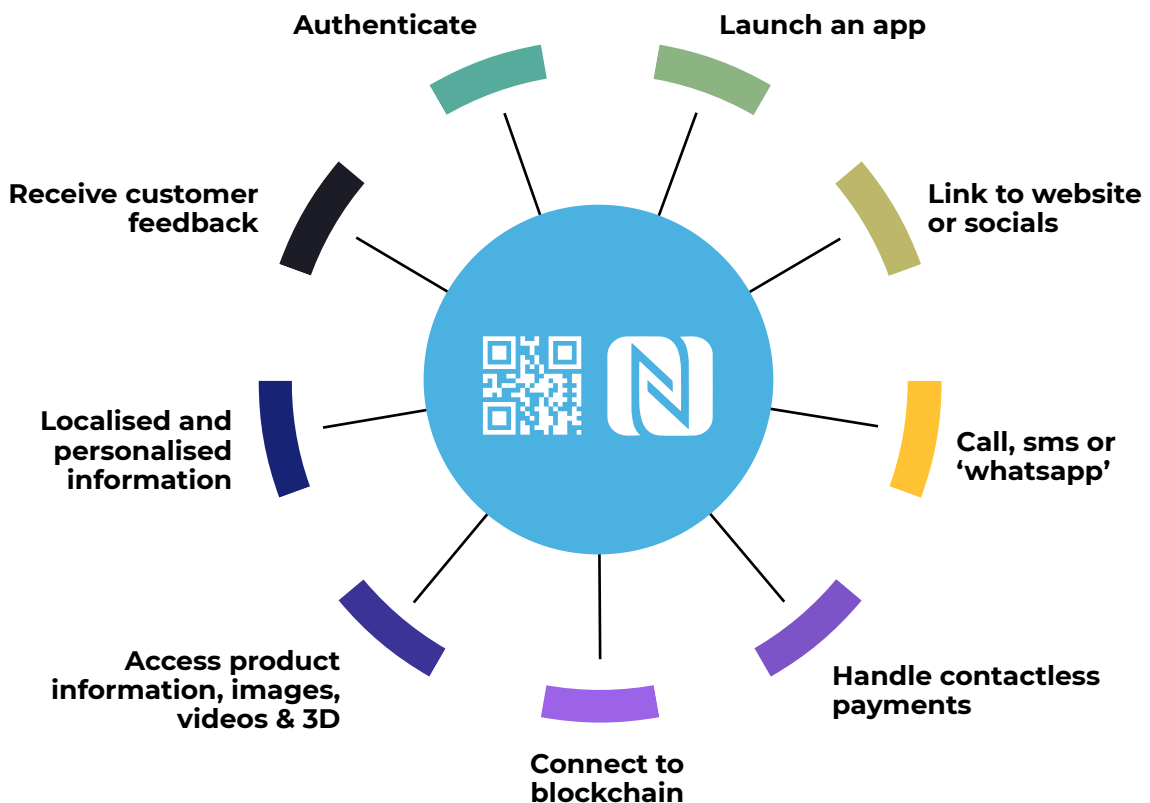 Authenticate
Launch an app
Link to website
or socials
Call, sms or
‘whatsapp’
Handle contactless
payments
Connect to
blockchain
Access product
information, images,
videos & 3D
Localised and
personalised
information
Receive customer
feedback